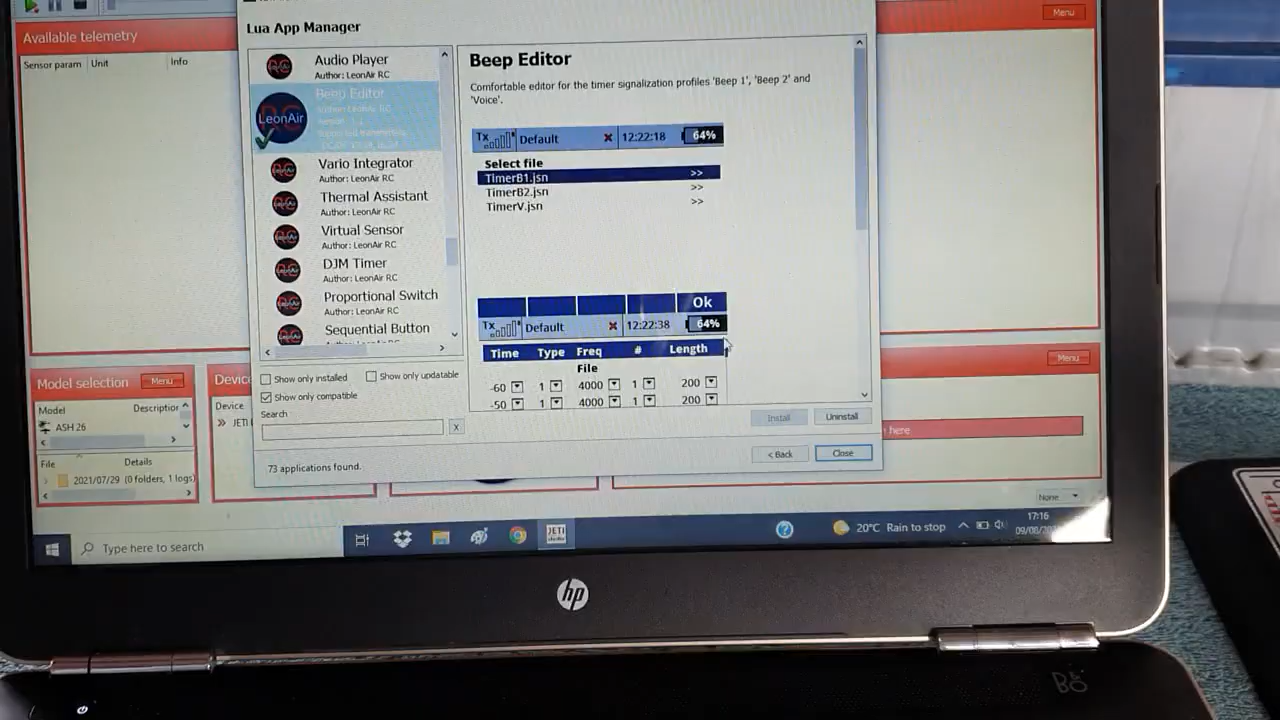 Lua App Manager
Menu
Available telemetry
Sensor param Unit Info
Audio Player
Author: LeonAir RC
Beep Editor
LeonAir
Vario Integrator
Author: LeonAir RC
Thermal Assistant
Author: LeonAir RC
Virtual Sensor
Author: LeonAir RC
DJM Timer
Author: LeonAir RC
Proportional Switch
Author: LeonAir RC
Sequential Button
Beep Editor
Comfortable editor for the timer signalization profiles 'Beep 1', 'Beep 2' and
'Voice'.
Tx Default 12:22:18 64%
Select file
TimerB1.jsn >>
TimerB2.jsn >>
TimerV.jsn >>
Ok
Tx Default 12:22:38 64%
Time Type Freq # Length
File
-60 1 4000 1 200
-50 1 4000 1 200
Show only installed
Show only updatable
Show only compatible
Search
X
Install
Uninstall
73 applications found.
< Back
Close
Model selection Menu
Model Description
ASH 26
File Details
2021/07/29 (0 folders, 1 logs)
Device
>> JETI
Menu
here
None
Type here to search
JETI
studio
20°C Rain to stop
17:16
hp
B&O